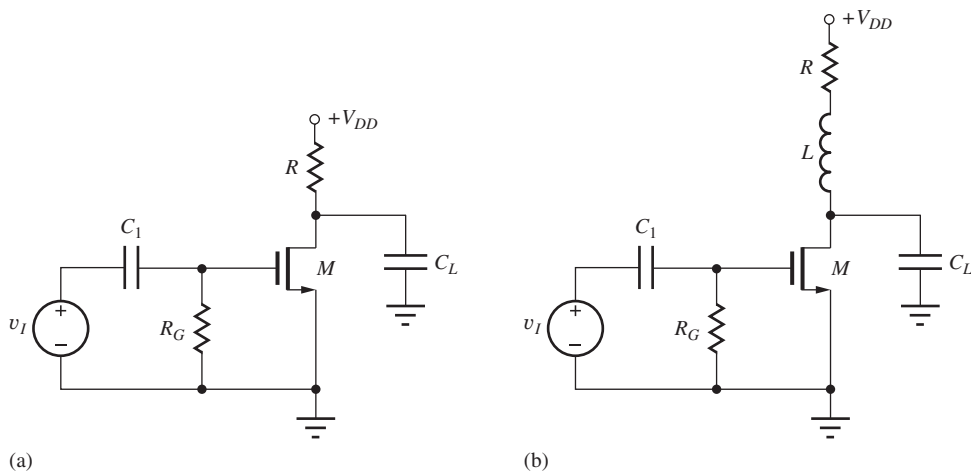 +V_DD
R
C_1
M
C_L
v_I
+
−
R_G
(a)
+V_DD
R
L
C_1
M
C_L
v_I
+
−
R_G
(b)